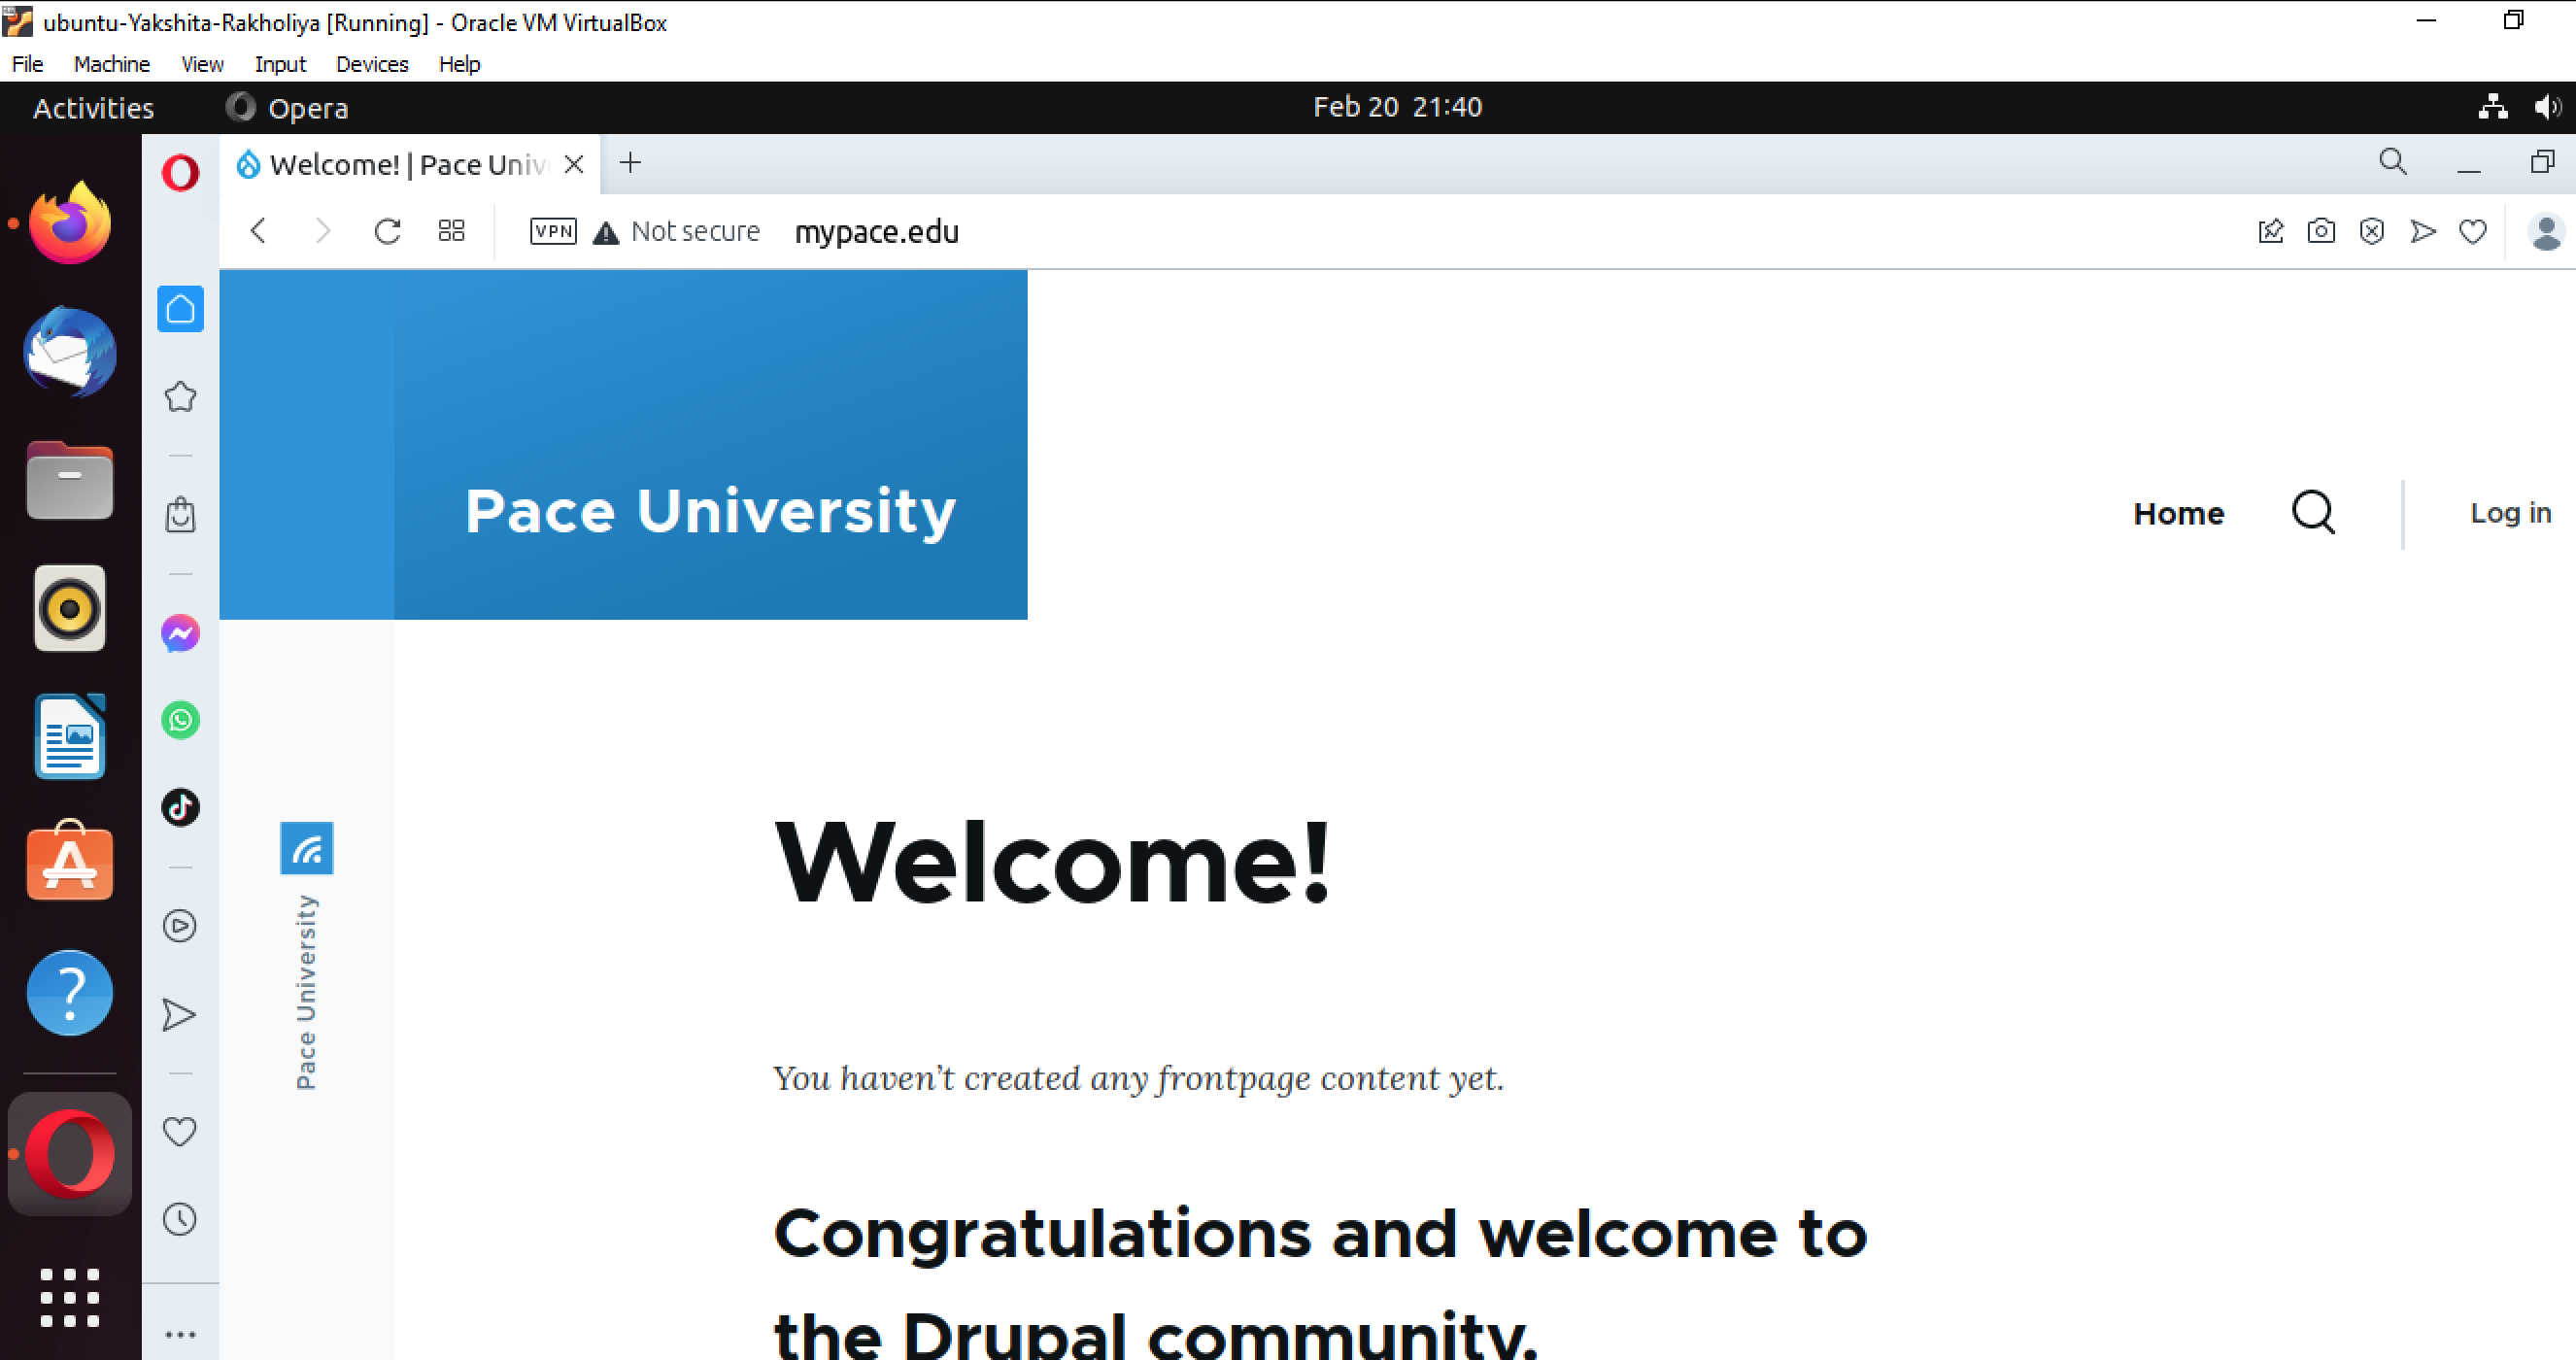 ubuntu-Yakshita-Rakholiya [Running] - Oracle VM VirtualBox
File Machine View Input Devices Help
Activities Opera Feb 20 21:40
Welcome! | Pace Univ
VPN Not secure mypace.edu
Pace University
Home Log in
Welcome!
Pace University
You haven’t created any frontpage content yet.
Congratulations and welcome to
the Drupal community.